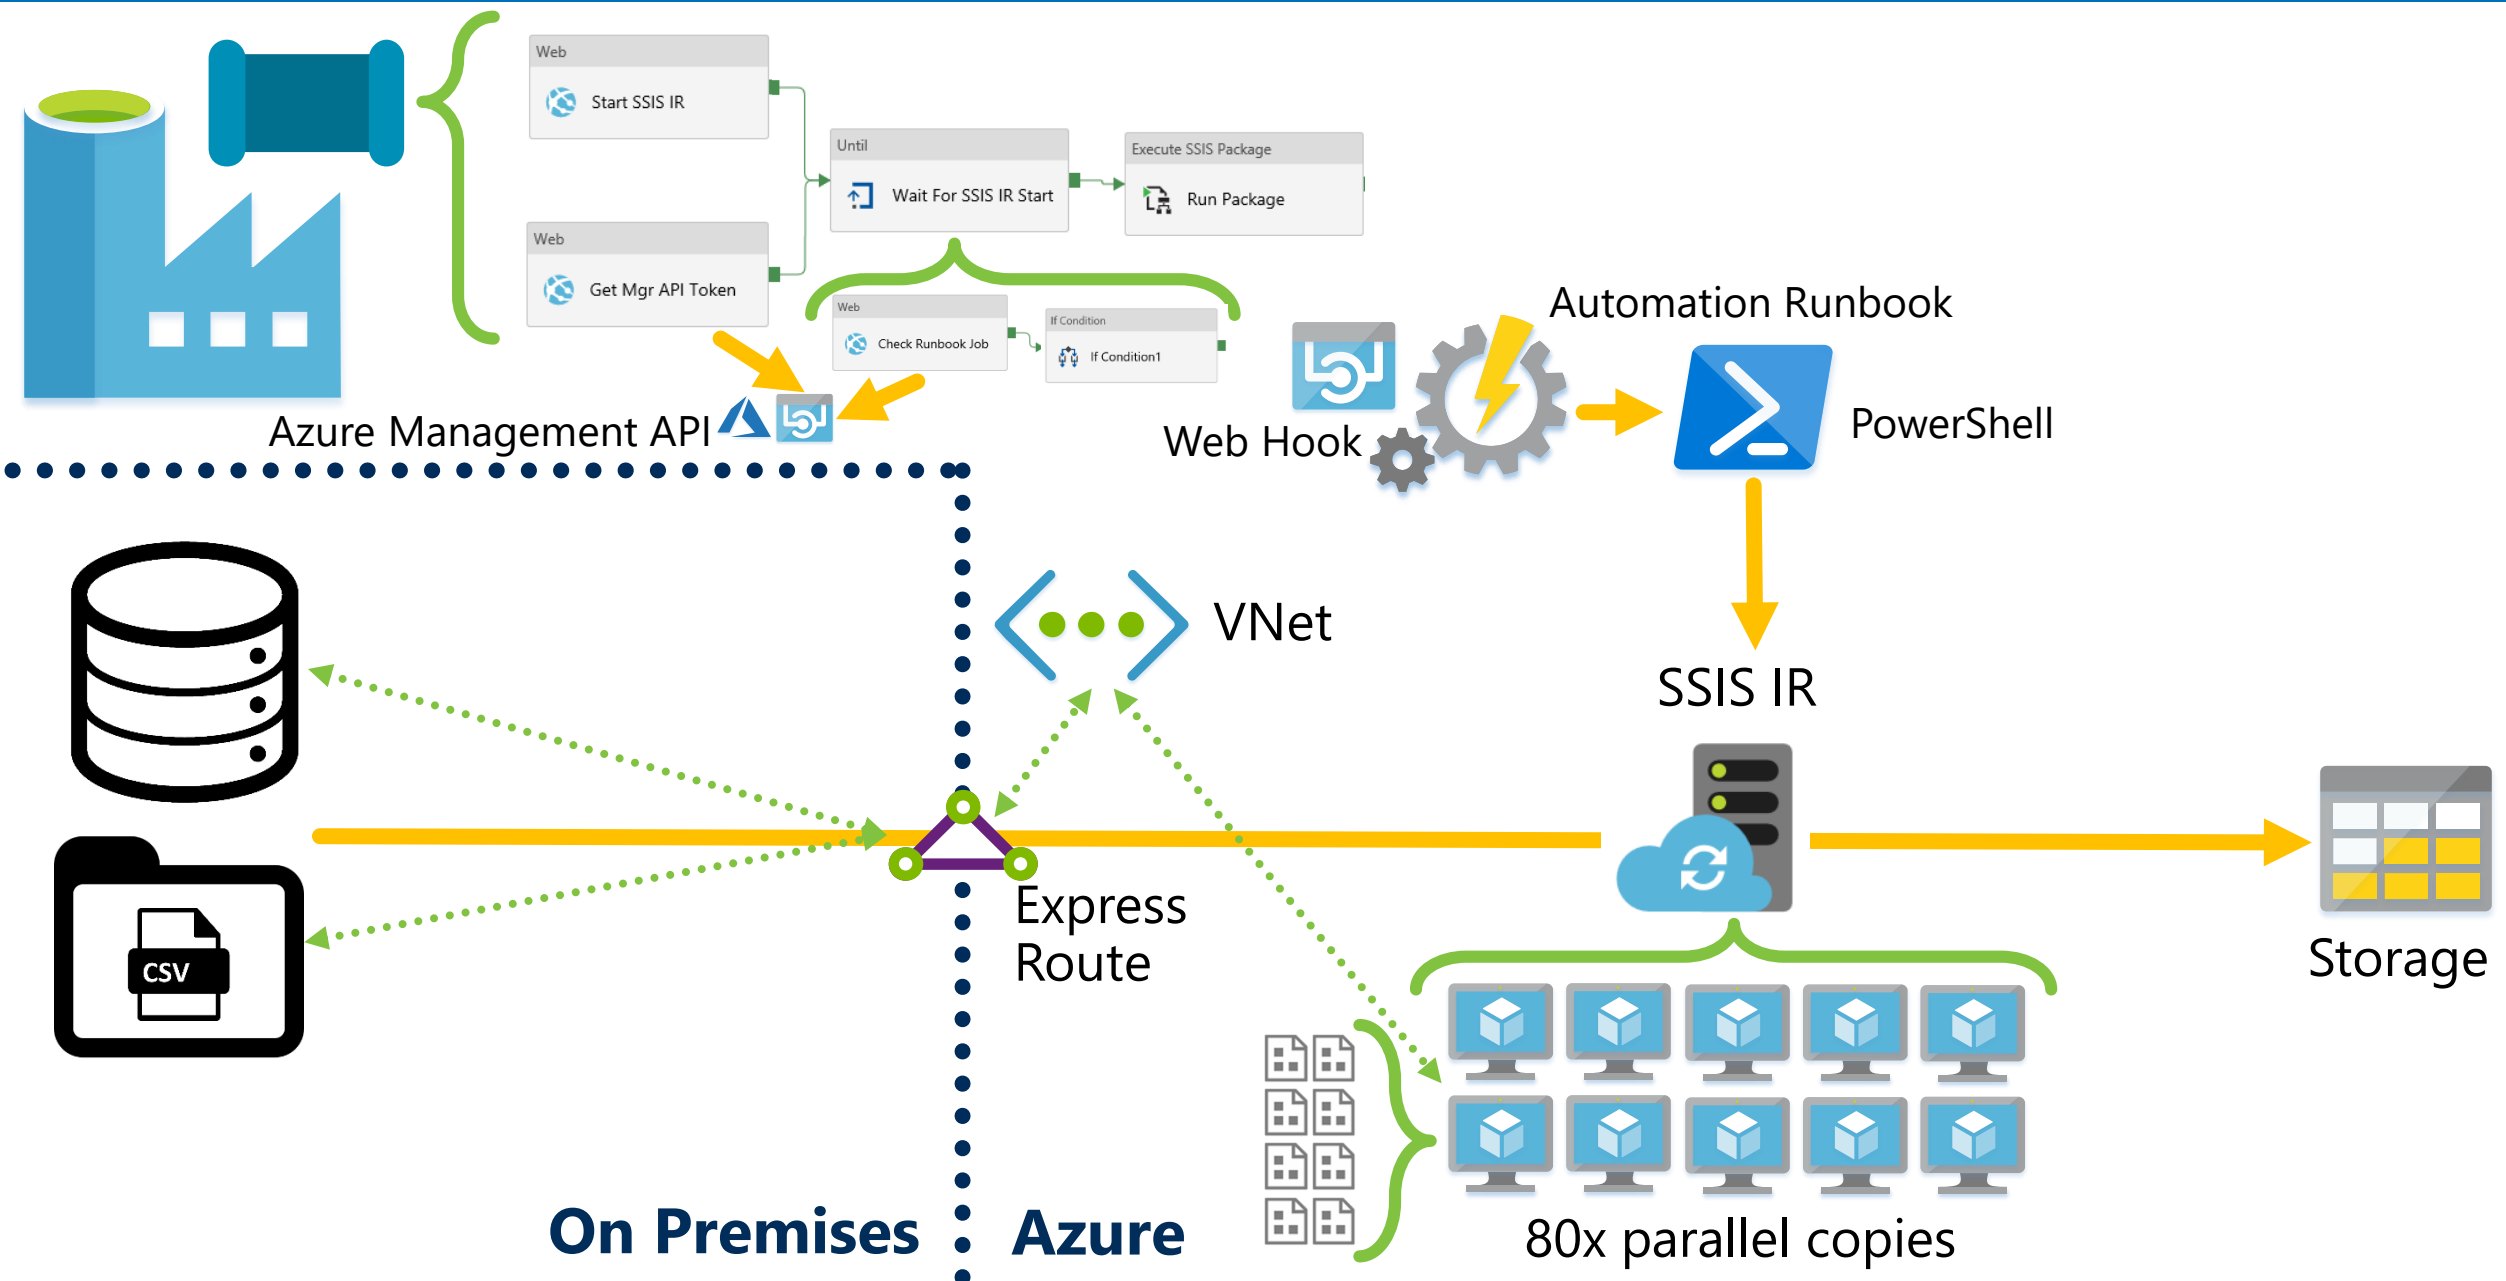 Web
Start SSIS IR
Until
Wait For SSIS IR Start
Execute SSIS Package
Run Package
Web
Get Mgr API Token
Web
Check Runbook Job
If Condition
If Condition1
Azure Management API
Automation Runbook
Web Hook
PowerShell
VNet
SSIS IR
Express
Route
CSV
Storage
On Premises
Azure
80x parallel copies